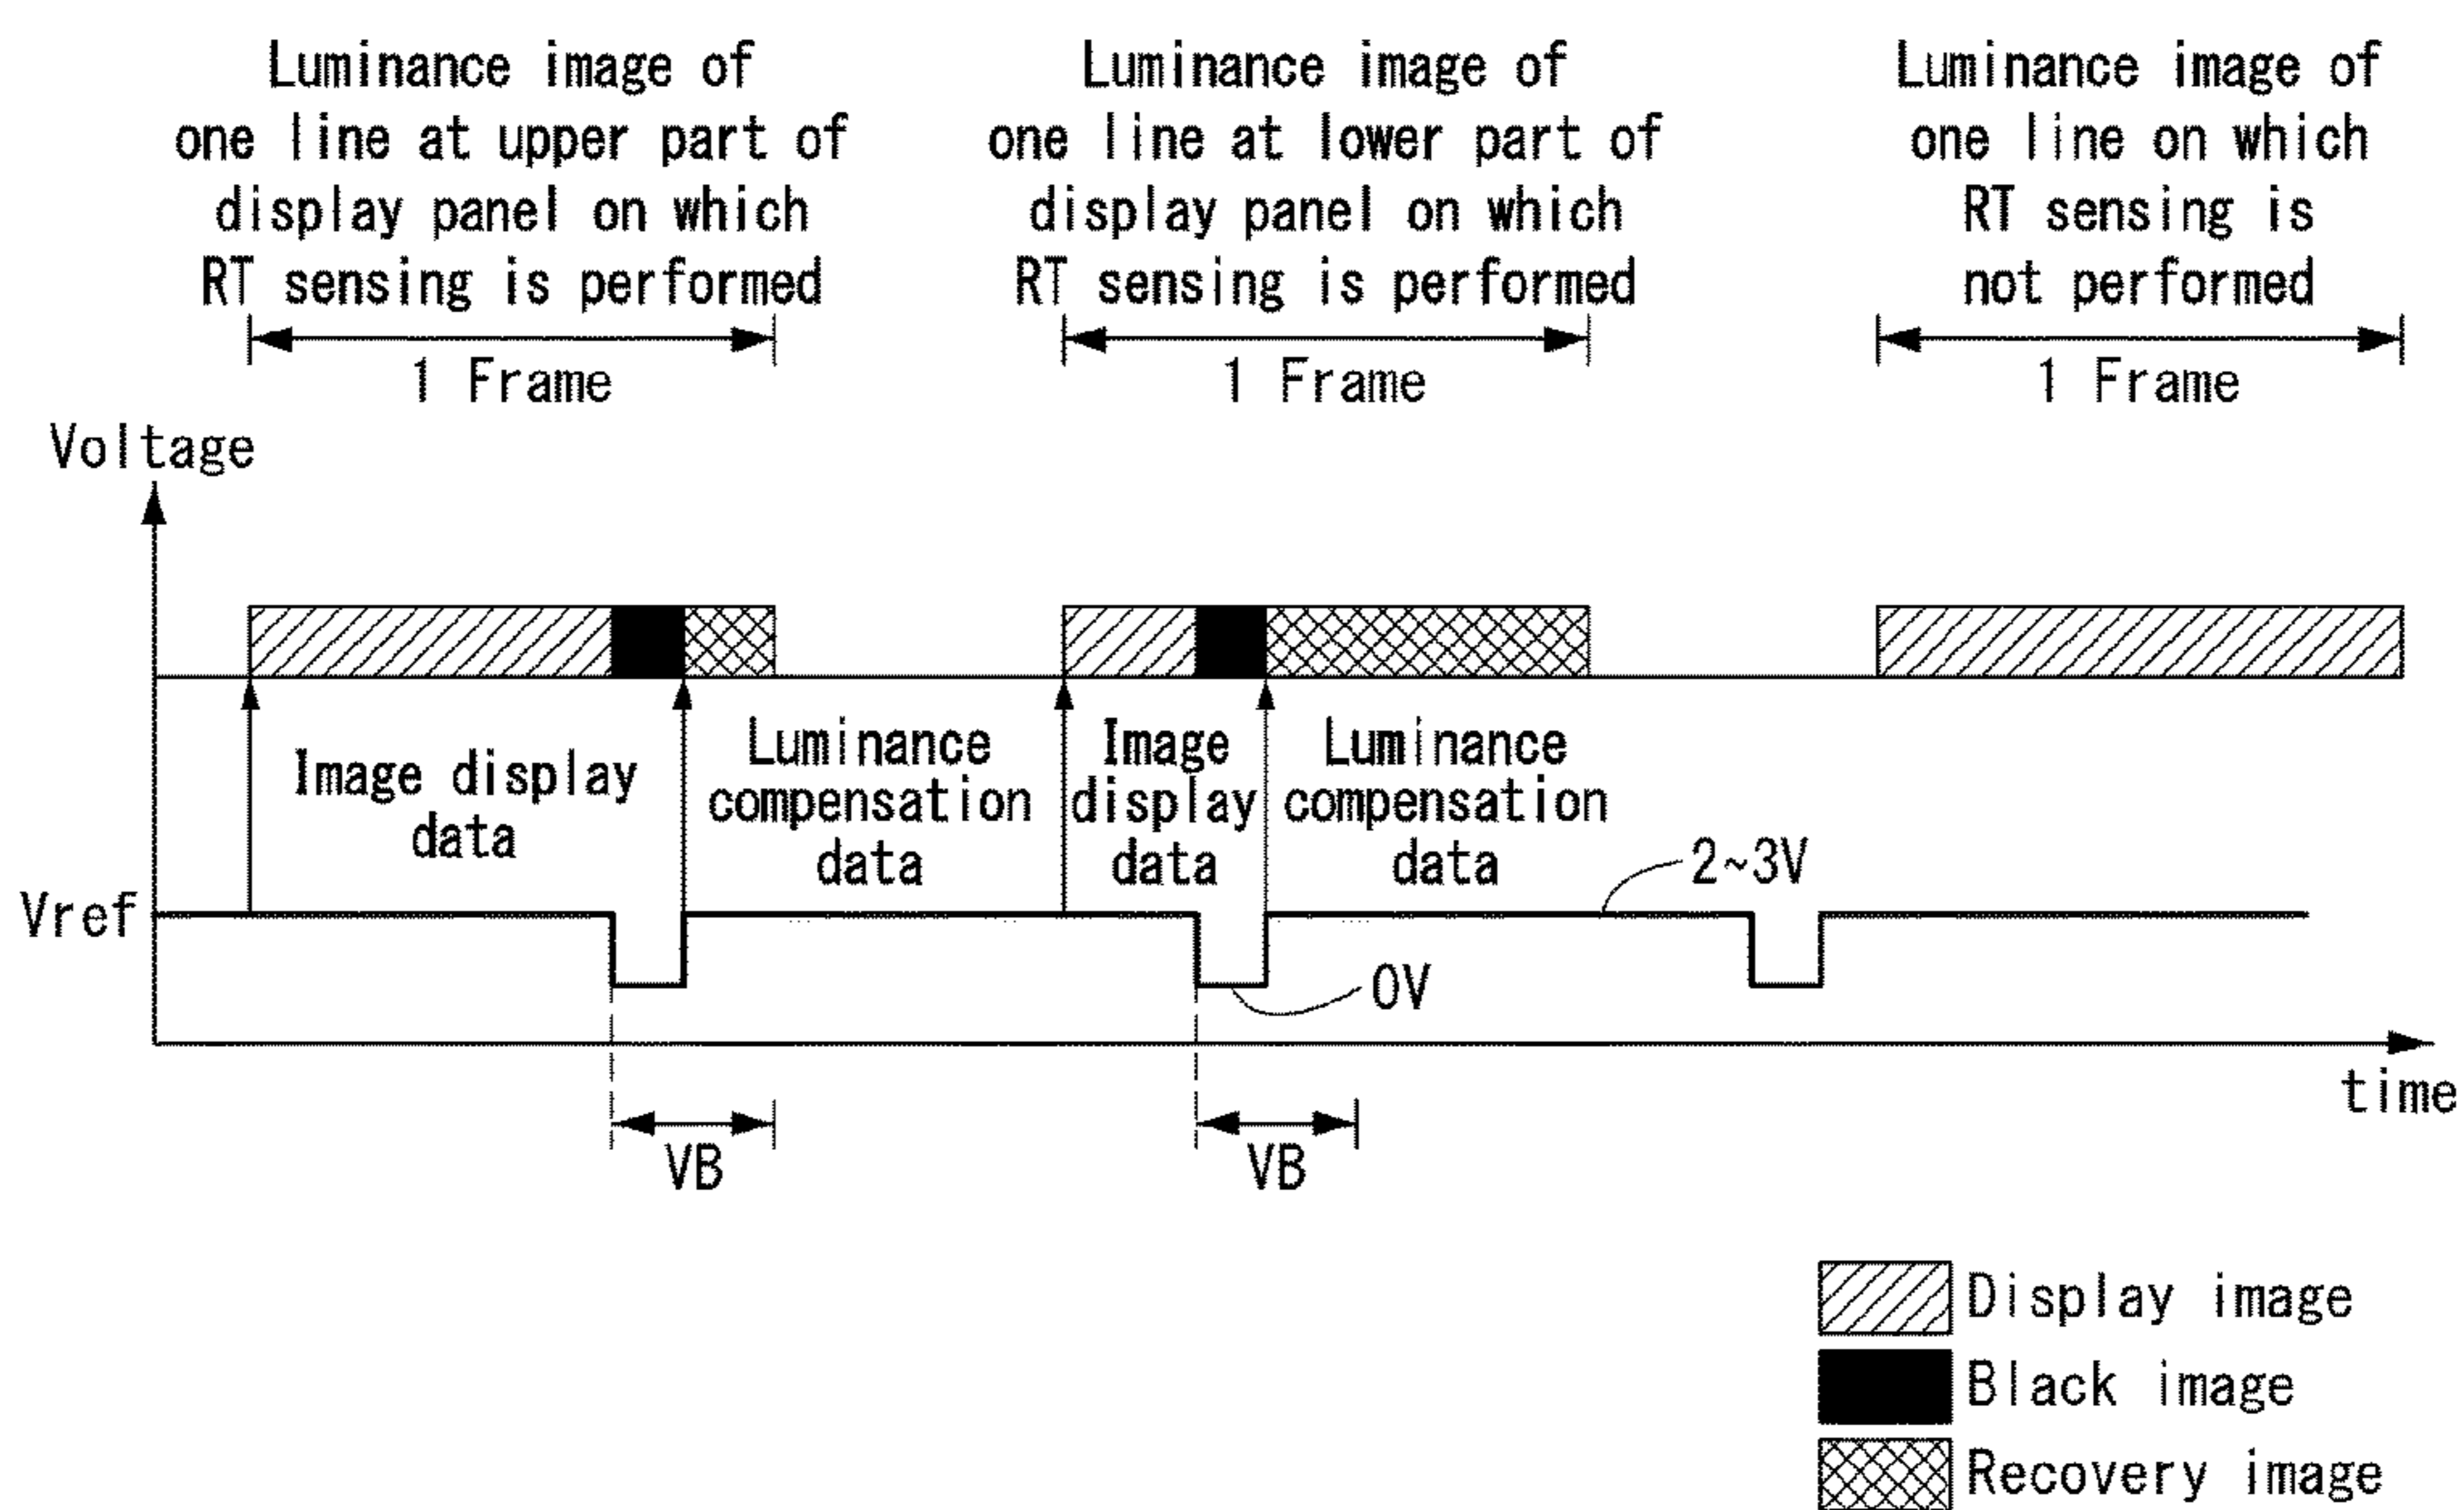 Luminance image of
one line at upper part of
display panel on which
RT sensing is performed
1 Frame
Luminance image of
one line at lower part of
display panel on which
RT sensing is performed
1 Frame
Luminance image of
one line on which
RT sensing is
not performed
1 Frame
Voltage
Image display
data
Luminance
compensation
data
Image
display
data
Luminance
compensation
data
2~3V
Vref
0V
time
VB
VB
Display image
Black image
Recovery image